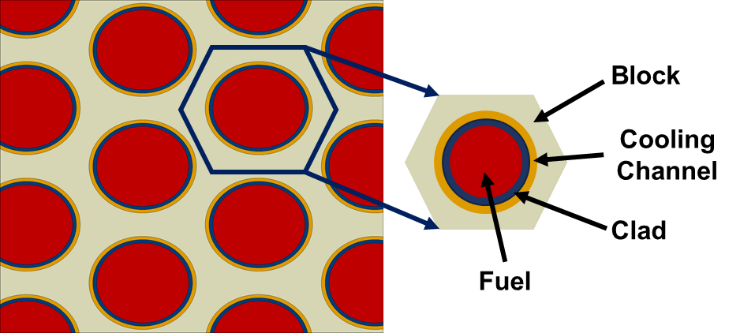 Block
Cooling
Channel
Clad
Fuel